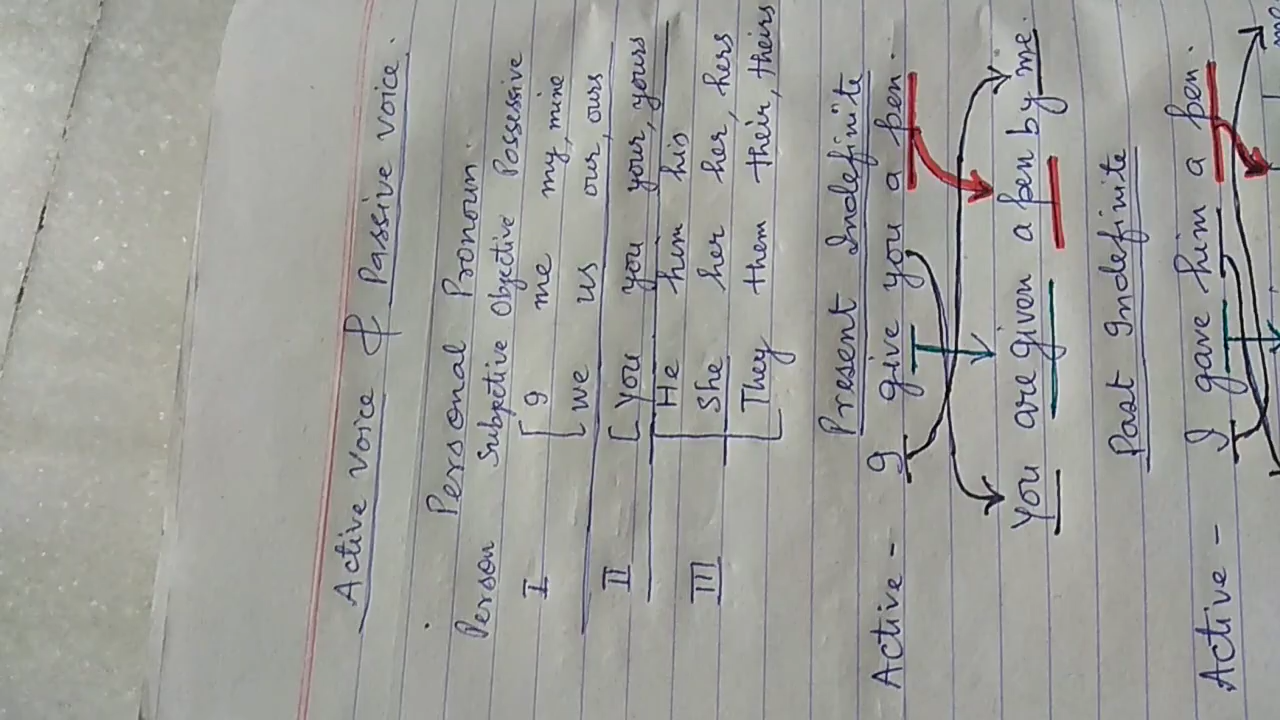 Active Voice & Passive Voice.
Personal Pronoun.
Person Subjective Objective Possessive
I I me my, mine
we us our, ours
II You you your, yours
He him his
III She her her, hers
They them their, theirs
Present Indefinite
Active - I give you a pen.
You are given a pen by me.
Past Indefinite
Active - I gave him a pen.
me